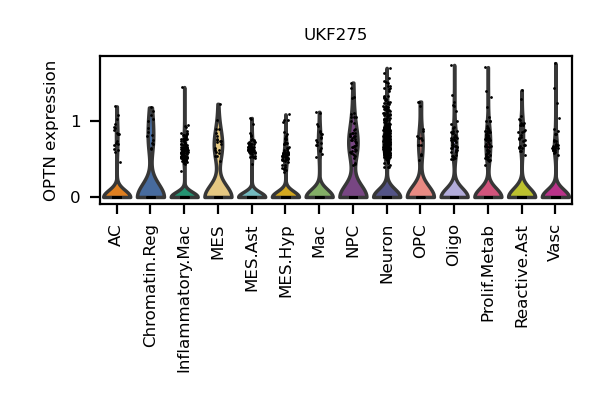 UKF275
OPTN expression
1
0
AC
Chromatin.Reg
Inflammatory.Mac
MES
MES.Ast
MES.Hyp
Mac
NPC
Neuron
OPC
Oligo
Prolif.Metab
Reactive.Ast
Vasc